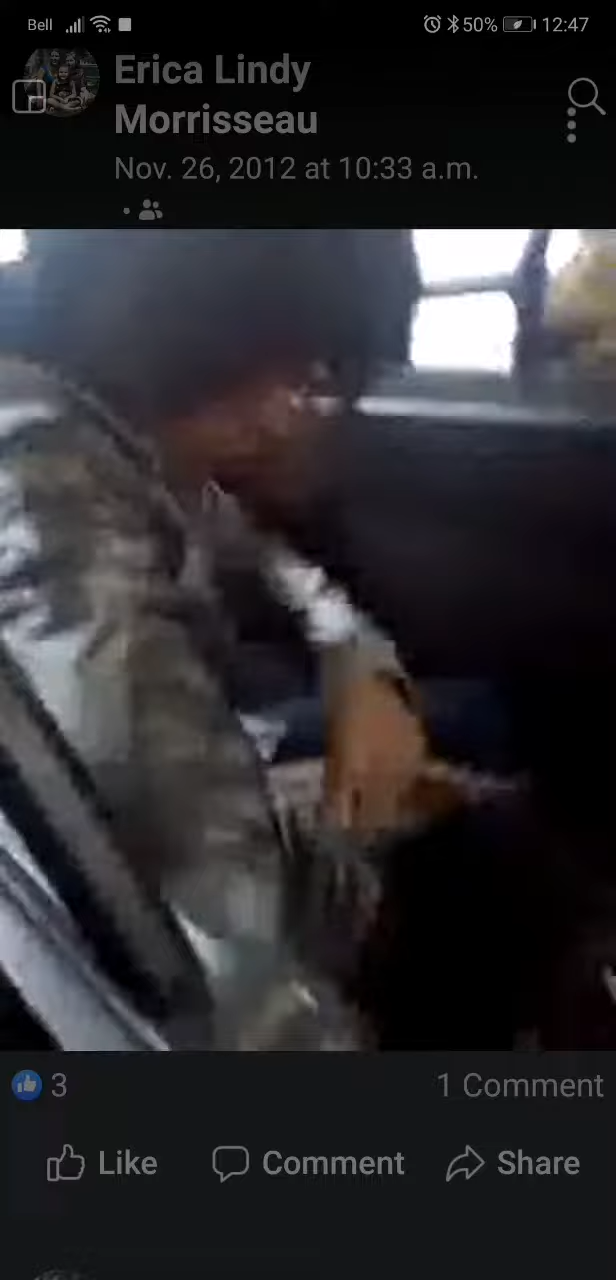 Bell 50% 12:47
Erica Lindy
Morrisseau
Nov. 26, 2012 at 10:33 a.m.
3 1 Comment
Like Comment Share